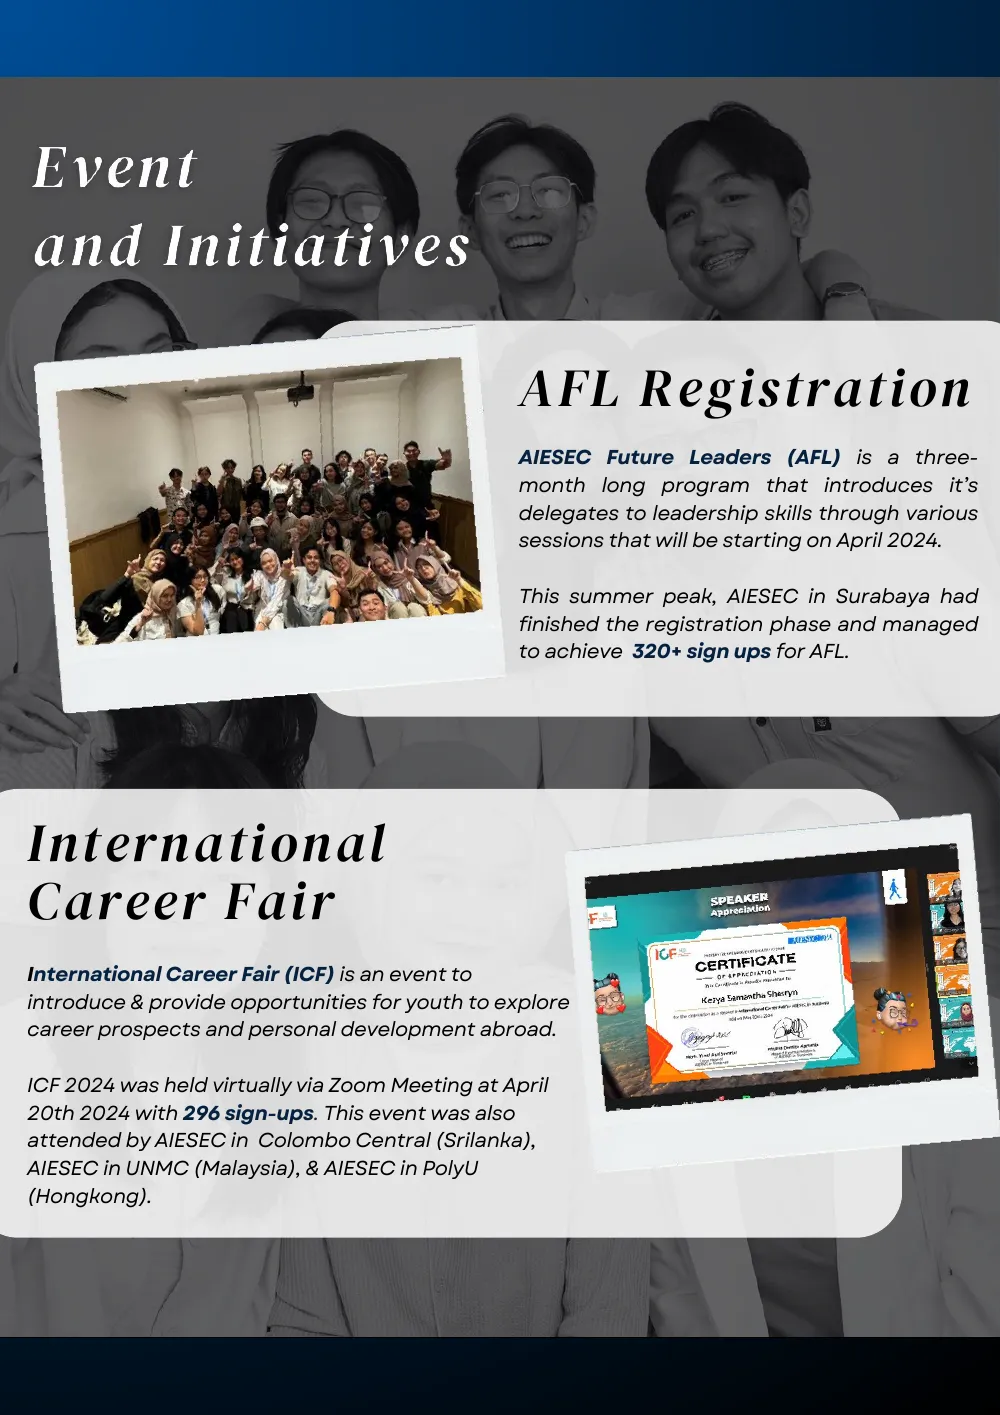 Event
and Initiatives
AFL Registration
AIESEC Future Leaders (AFL) is a three-
month long program that introduces it's
delegates to leadership skills through various
sessions that will be starting on April 2024.
This summer peak, AIESEC in Surabaya had
finished the registration phase and managed
to achieve 320+ sign ups for AFL.
International
Career Fair
International Career Fair (ICF) is an event to
introduce & provide opportunities for youth to explore
career prospects and personal development abroad.
ICF 2024 was held virtually via Zoom Meeting at April
20th 2024 with 296 sign-ups. This event was also
attended by AIESEC in Colombo Central (Srilanka),
AIESEC in UNMC (Malaysia), & AIESEC in PolyU
(Hongkong).
SPEAKER
Appreciation
ICF
CERTIFICATE
OF APPRECIATION
Kezya Samantha Sherryn